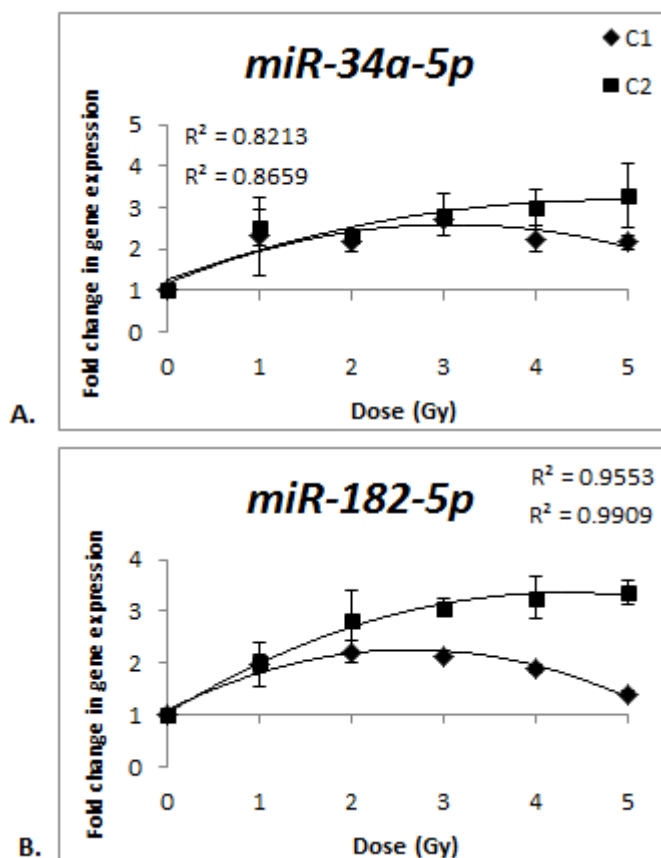 miR-34a-5p
C1
C2
R² = 0.8213
R² = 0.8659
Fold change in gene expression
5
4
3
2
1
0
0 1 2 3 4 5
Dose (Gy)
A.
miR-182-5p
R² = 0.9553
R² = 0.9909
Fold change in gene expression
4
3
2
1
0
0 1 2 3 4 5
Dose (Gy)
B.